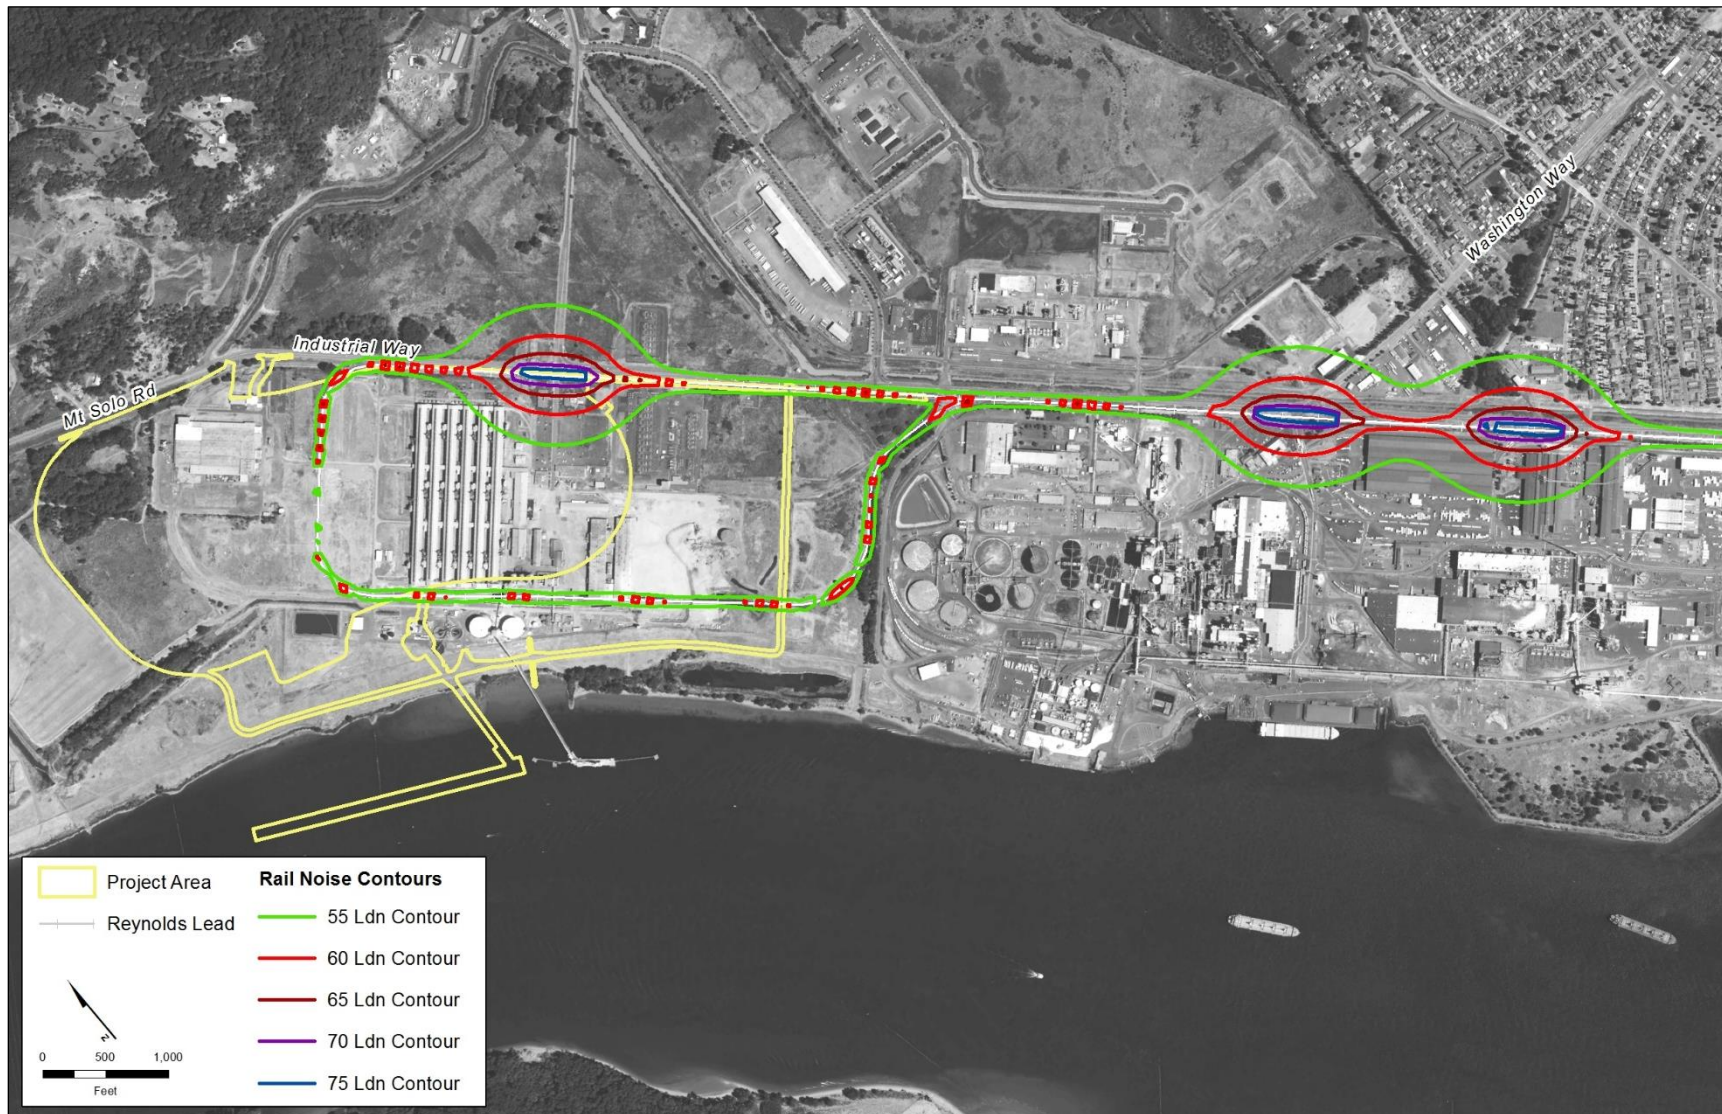 Washington Way
Industrial Way
Mt Solo Rd
Project Area
Reynolds Lead
Rail Noise Contours
55 Ldn Contour
60 Ldn Contour
65 Ldn Contour
70 Ldn Contour
75 Ldn Contour
N
0 500 1,000
Feet